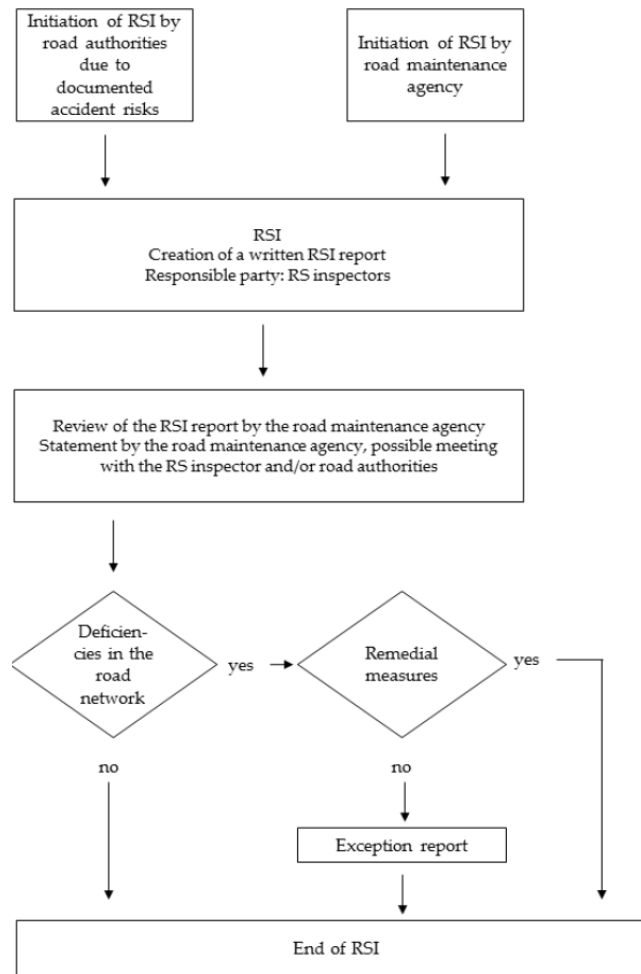 Initiation of RSI by
road authorities
due to
documented
accident risks
Initiation of RSI by
road maintenance
agency
RSI
Creation of a written RSI report
Responsible party: RS inspectors
Review of the RSI report by the road maintenance agency
Statement by the road maintenance agency, possible meeting
with the RS inspector and/or road authorities
Deficien-
cies in the
road
network
yes
Remedial
measures
yes
no
no
Exception report
End of RSI